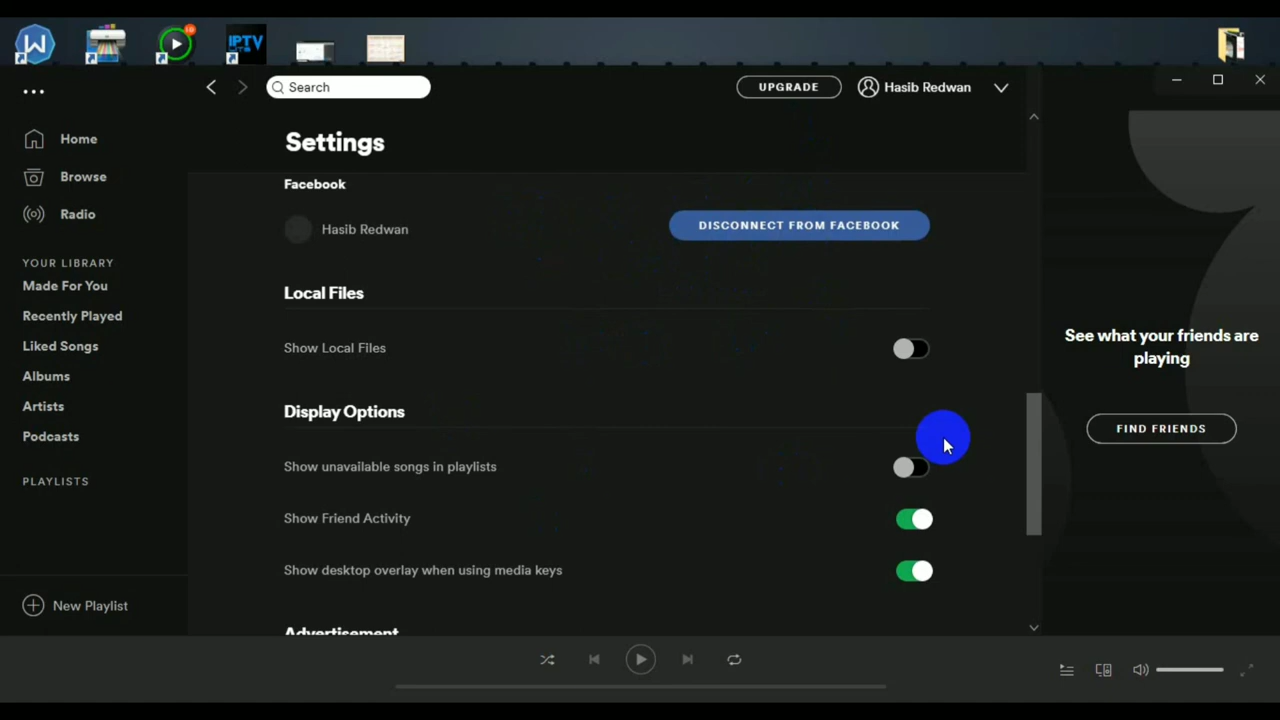 IPTV
Search
UPGRADE
Hasib Redwan
Home
Browse
Radio
YOUR LIBRARY
Made For You
Recently Played
Liked Songs
Albums
Artists
Podcasts
PLAYLISTS
New Playlist
Settings
Facebook
Hasib Redwan
DISCONNECT FROM FACEBOOK
Local Files
Show Local Files
Display Options
Show unavailable songs in playlists
Show Friend Activity
Show desktop overlay when using media keys
Advertisement
See what your friends are
playing
FIND FRIENDS